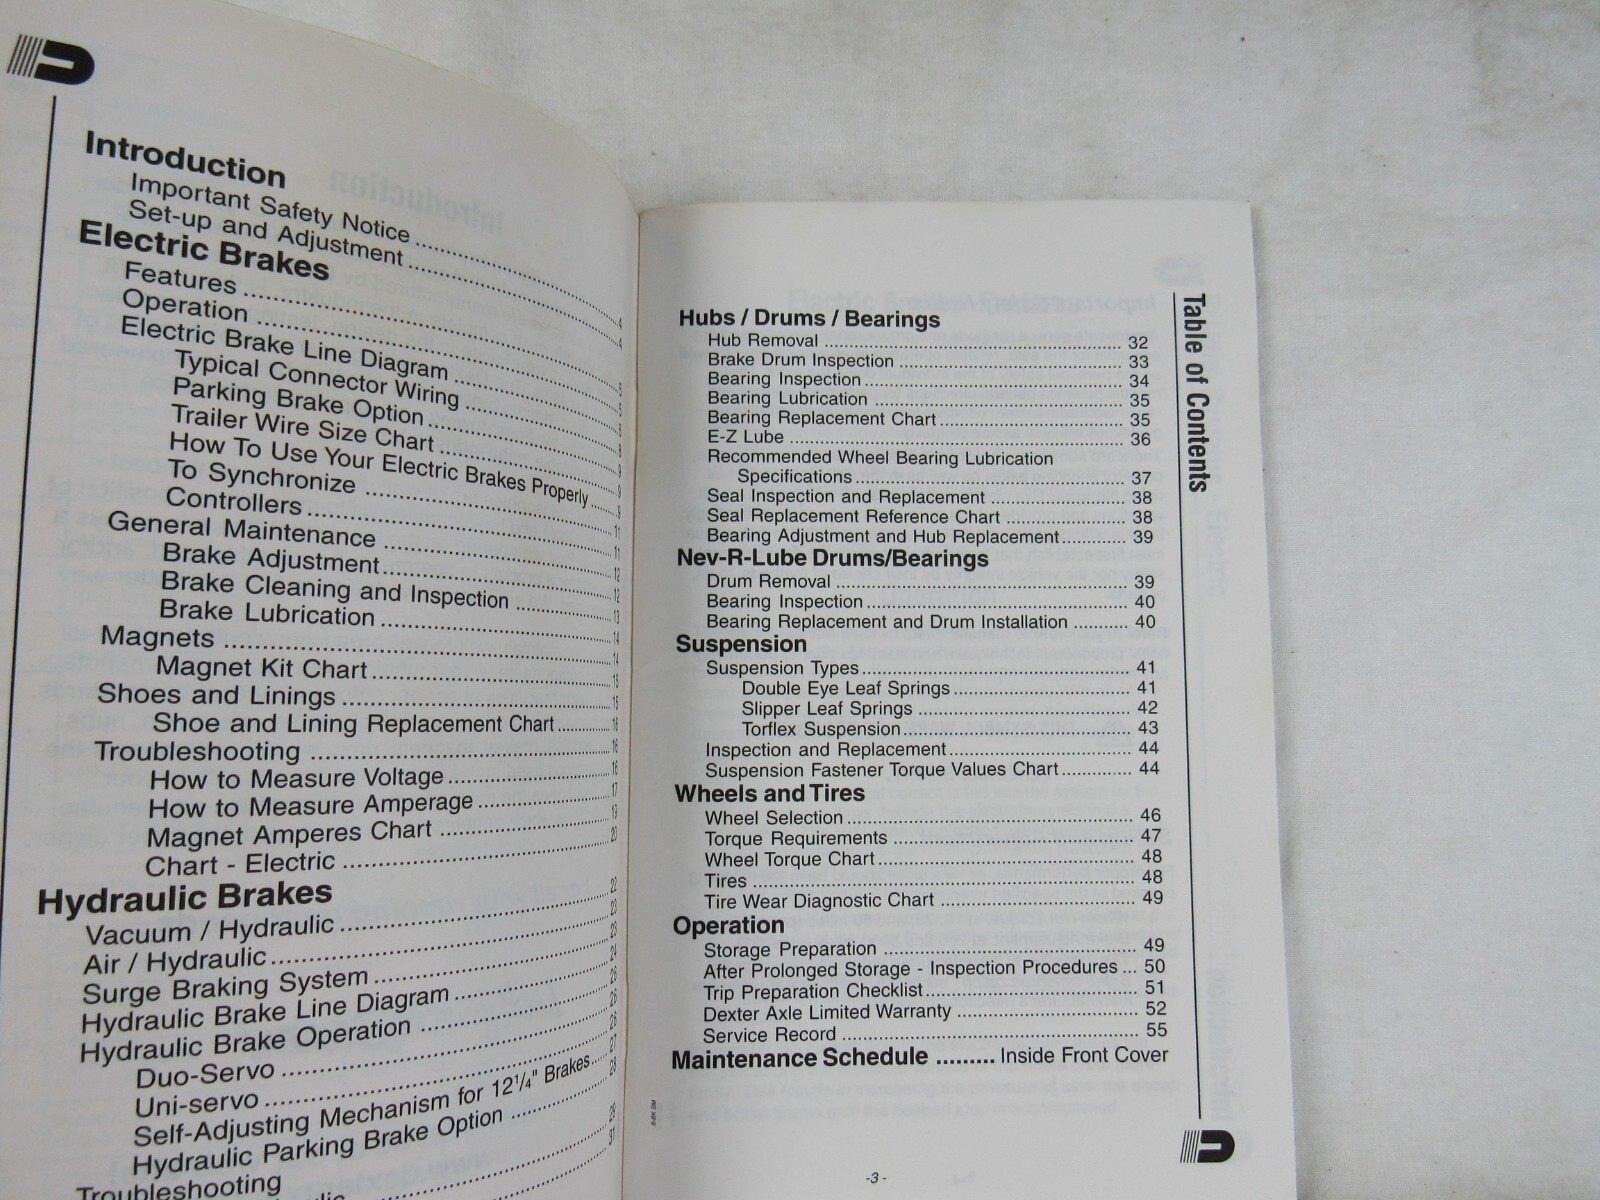 Introduction
Important Safety Notice
Set-up and Adjustment
Electric Brakes
Features
Operation
Electric Brake Line Diagram
Typical Connector Wiring
Parking Brake Option
Trailer Wire Size Chart
How To Use Your Electric Brakes Properly
To Synchronize
Controllers
General Maintenance
Brake Adjustment
Brake Cleaning and Inspection
Brake Lubrication
Magnets
Magnet Kit Chart
Shoes and Linings
Shoe and Lining Replacement Chart
Troubleshooting
How to Measure Voltage
How to Measure Amperage
Magnet Amperes Chart
Chart - Electric
Hydraulic Brakes
Vacuum / Hydraulic
Air / Hydraulic
Surge Braking System
Hydraulic Brake Line Diagram
Hydraulic Brake Operation
Duo-Servo
Uni-servo
Self-Adjusting Mechanism for 12¼" Brakes
Hydraulic Parking Brake Option
Troubleshooting
Table of Contents
Hubs / Drums / Bearings
Hub Removal ... 32
Brake Drum Inspection ... 33
Bearing Inspection ... 34
Bearing Lubrication ... 35
Bearing Replacement Chart ... 35
E-Z Lube ... 36
Recommended Wheel Bearing Lubrication
Specifications ... 37
Seal Inspection and Replacement ... 38
Seal Replacement Reference Chart ... 38
Bearing Adjustment and Hub Replacement ... 39
Nev-R-Lube Drums/Bearings
Drum Removal ... 39
Bearing Inspection ... 40
Bearing Replacement and Drum Installation ... 40
Suspension
Suspension Types ... 41
Double Eye Leaf Springs ... 41
Slipper Leaf Springs ... 42
Torflex Suspension ... 43
Inspection and Replacement ... 44
Suspension Fastener Torque Values Chart ... 44
Wheels and Tires
Wheel Selection ... 46
Torque Requirements ... 47
Wheel Torque Chart ... 48
Tires ... 48
Tire Wear Diagnostic Chart ... 49
Operation
Storage Preparation ... 49
After Prolonged Storage - Inspection Procedures ... 50
Trip Preparation Checklist ... 51
Dexter Axle Limited Warranty ... 52
Service Record ... 55
Maintenance Schedule ......... Inside Front Cover
-3-